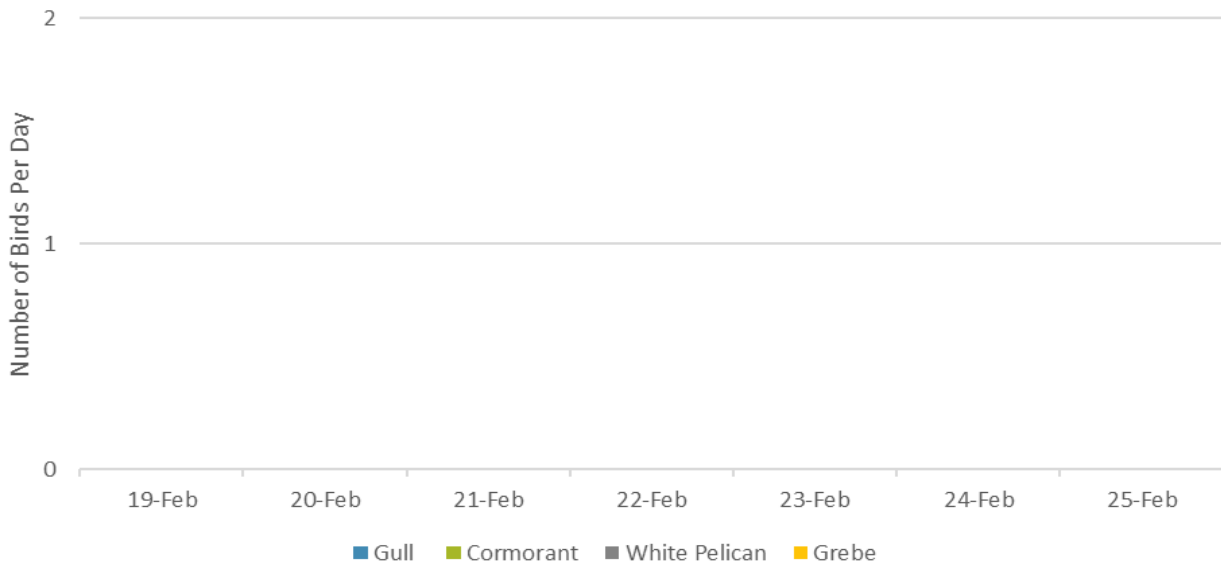 2
Number of Birds Per Day
1
0
19-Feb 20-Feb 21-Feb 22-Feb 23-Feb 24-Feb 25-Feb
Gull Cormorant White Pelican Grebe